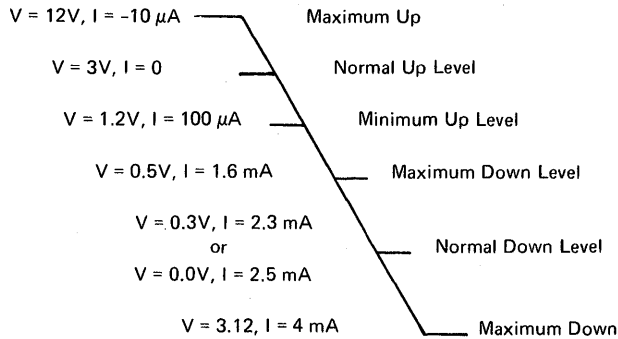 V = 12V, I = -10 µA Maximum Up
V = 3V, I = 0 Normal Up Level
V = 1.2V, I = 100 µA Minimum Up Level
V = 0.5V, I = 1.6 mA Maximum Down Level
V = 0.3V, I = 2.3 mA
or
Normal Down Level
V = 0.0V, I = 2.5 mA
V = 3.12, I = 4 mA Maximum Down